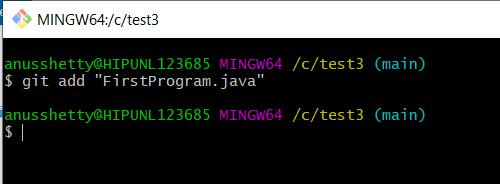 MINGW64:/c/test3
anusshetty@HIPUNL123685 MINGW64 /c/test3 (main)
$ git add "FirstProgram.java"
anusshetty@HIPUNL123685 MINGW64 /c/test3 (main)
$